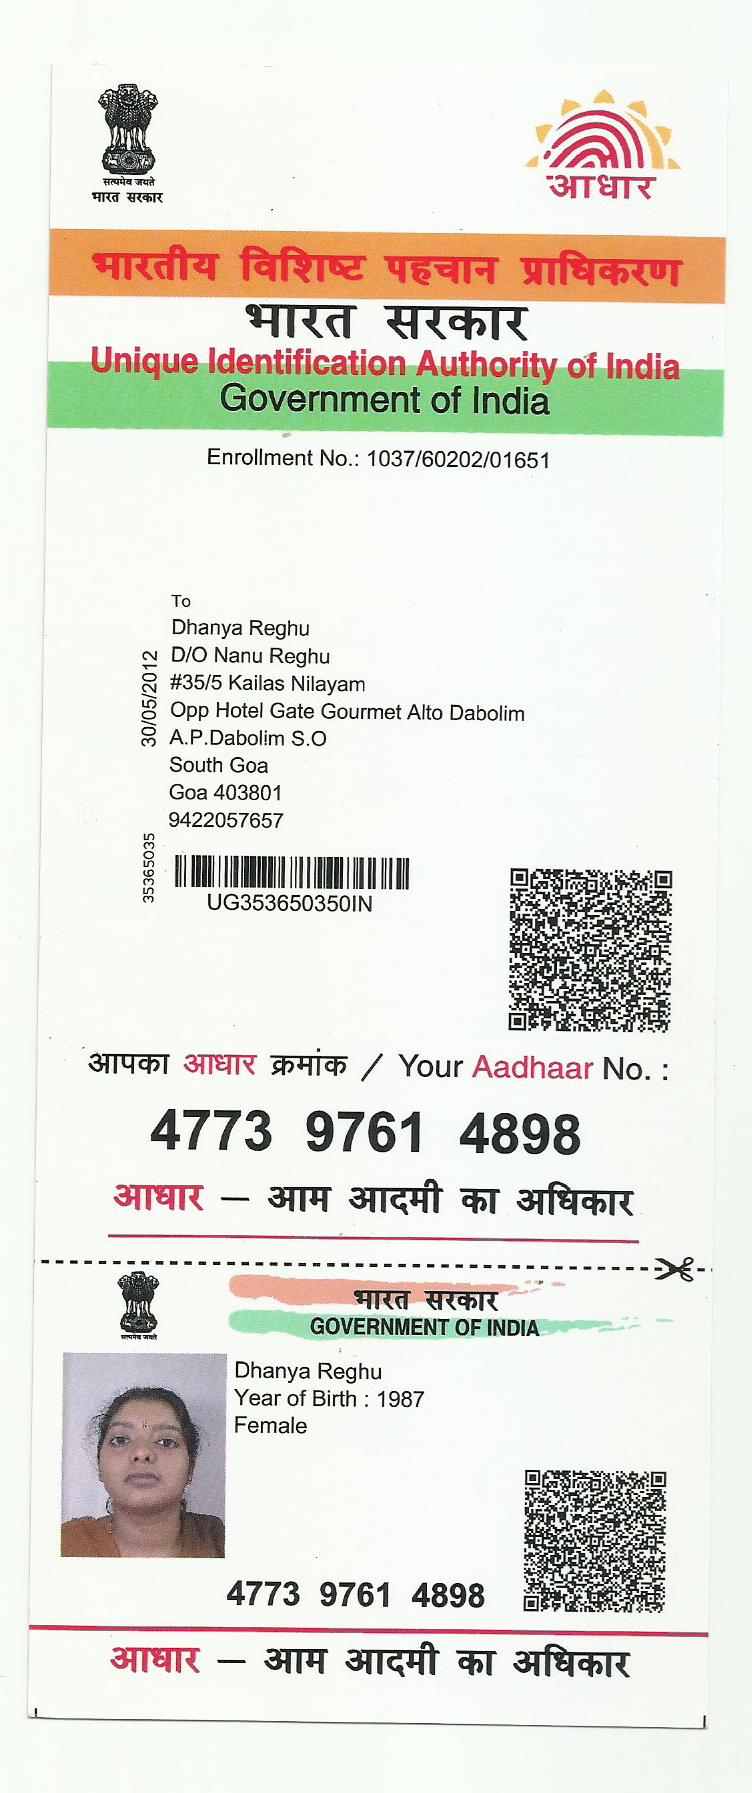 सत्यमेव जयते
भारत सरकार
आधार
भारतीय विशिष्ट पहचान प्राधिकरण
भारत सरकार
Unique Identification Authority of India
Government of India
Enrollment No.: 1037/60202/01651
To
Dhanya Reghu
D/O Nanu Reghu
#35/5 Kailas Nilayam
Opp Hotel Gate Gourmet Alto Dabolim
A.P.Dabolim S.O
South Goa
Goa 403801
9422057657
30/05/2012
35365035
UG353650350IN
आपका आधार क्रमांक / Your Aadhaar No. :
4773 9761 4898
आधार – आम आदमी का अधिकार
सत्यमेव जयते
भारत सरकार
GOVERNMENT OF INDIA
Dhanya Reghu
Year of Birth : 1987
Female
4773 9761 4898
आधार – आम आदमी का अधिकार